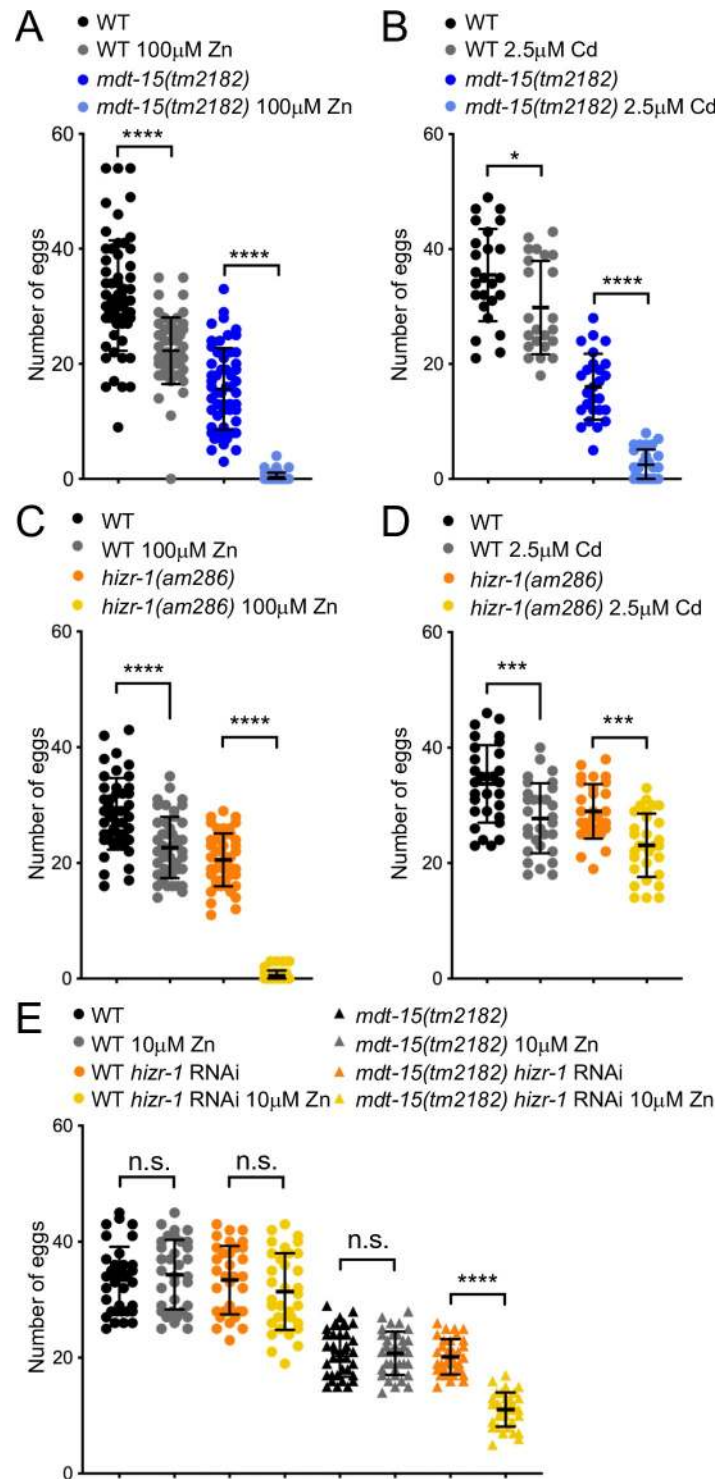 A
WT
WT 100μM Zn
mdt-15(tm2182)
mdt-15(tm2182) 100μM Zn
60
40
20
0
Number of eggs
****
****
B
WT
WT 2.5μM Cd
mdt-15(tm2182)
mdt-15(tm2182) 2.5μM Cd
60
40
20
0
Number of eggs
*
****
C
WT
WT 100μM Zn
hizr-1(am286)
hizr-1(am286) 100μM Zn
60
40
20
0
Number of eggs
****
****
D
WT
WT 2.5μM Cd
hizr-1(am286)
hizr-1(am286) 2.5μM Cd
60
40
20
0
Number of eggs
***
***
E
WT
WT 10μM Zn
WT hizr-1 RNAi
WT hizr-1 RNAi 10μM Zn
mdt-15(tm2182)
mdt-15(tm2182) 10μM Zn
mdt-15(tm2182) hizr-1 RNAi
mdt-15(tm2182) hizr-1 RNAi 10μM Zn
60
40
20
0
Number of eggs
n.s.
n.s.
n.s.
****